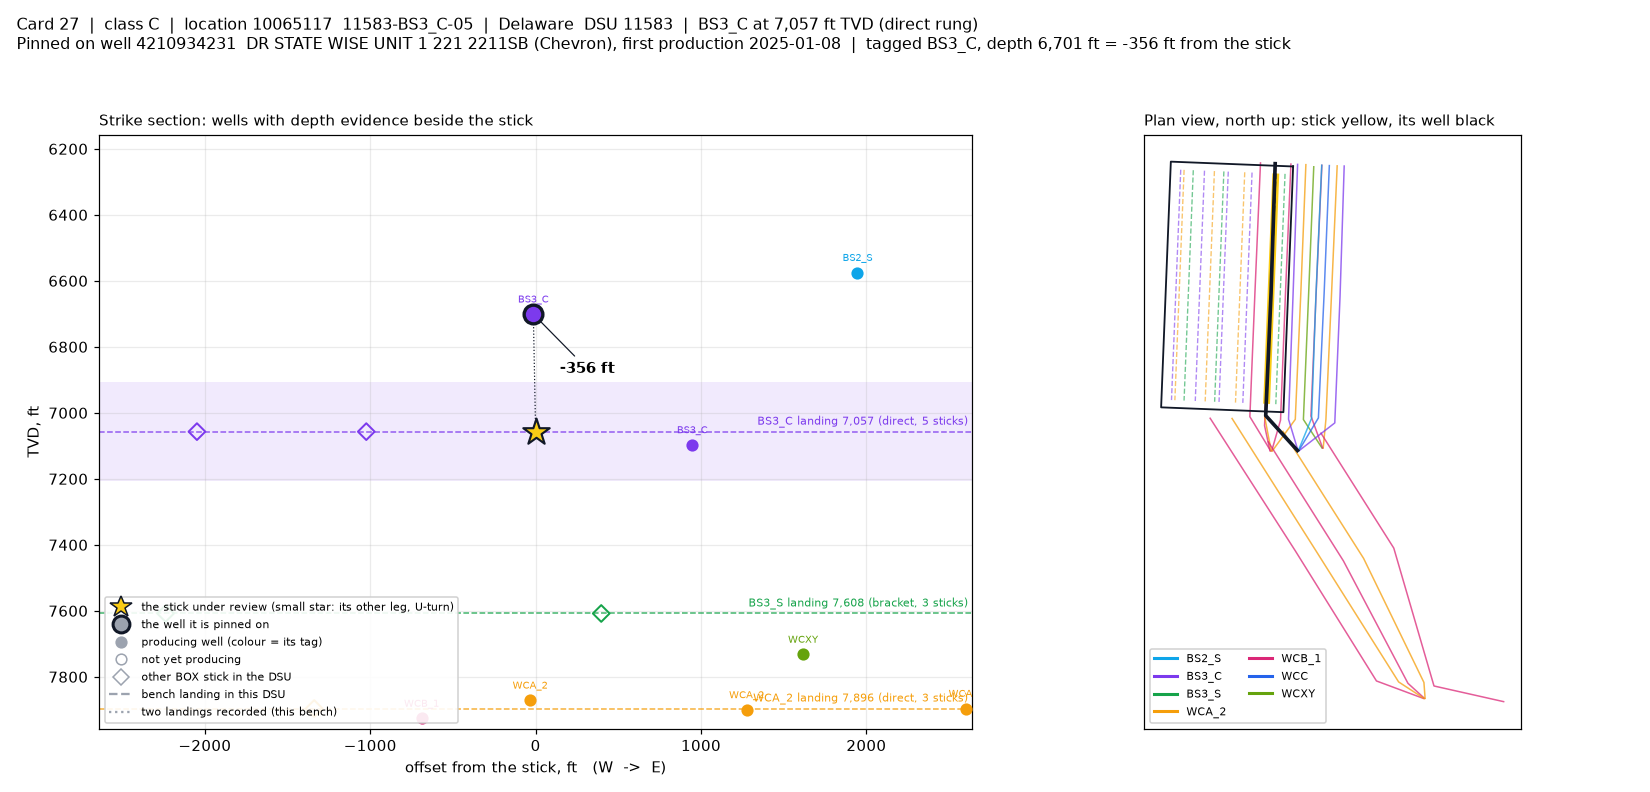 Card 27 | class C | location 10065117 11583-BS3_C-05 | Delaware DSU 11583 | BS3_C at 7,057 ft TVD (direct rung)
Pinned on well 4210934231 DR STATE WISE UNIT 1 221 2211SB (Chevron), first production 2025-01-08 | tagged BS3_C, depth 6,701 ft = -356 ft from the stick
Strike section: wells with depth evidence beside the stick
Plan view, north up: stick yellow, its well black
6200
6400
6600
6800
7000
7200
7400
7600
7800
TVD, ft
BS2_S
BS3_C
-356 ft
BS3_C landing 7,057 (direct, 5 sticks)
BS3_C
BS3_S landing 7,608 (bracket, 3 sticks)
WCXY
WCA_2
WCA_2
WCA_2 landing 7,896 (direct, 3 sticks)
WCA
WCB_1
the stick under review (small star: its other leg, U-turn)
the well it is pinned on
producing well (colour = its tag)
not yet producing
other BOX stick in the DSU
bench landing in this DSU
two landings recorded (this bench)
−2000
−1000
0
1000
2000
offset from the stick, ft (W -> E)
BS2_S
BS3_C
BS3_S
WCA_2
WCB_1
WCC
WCXY